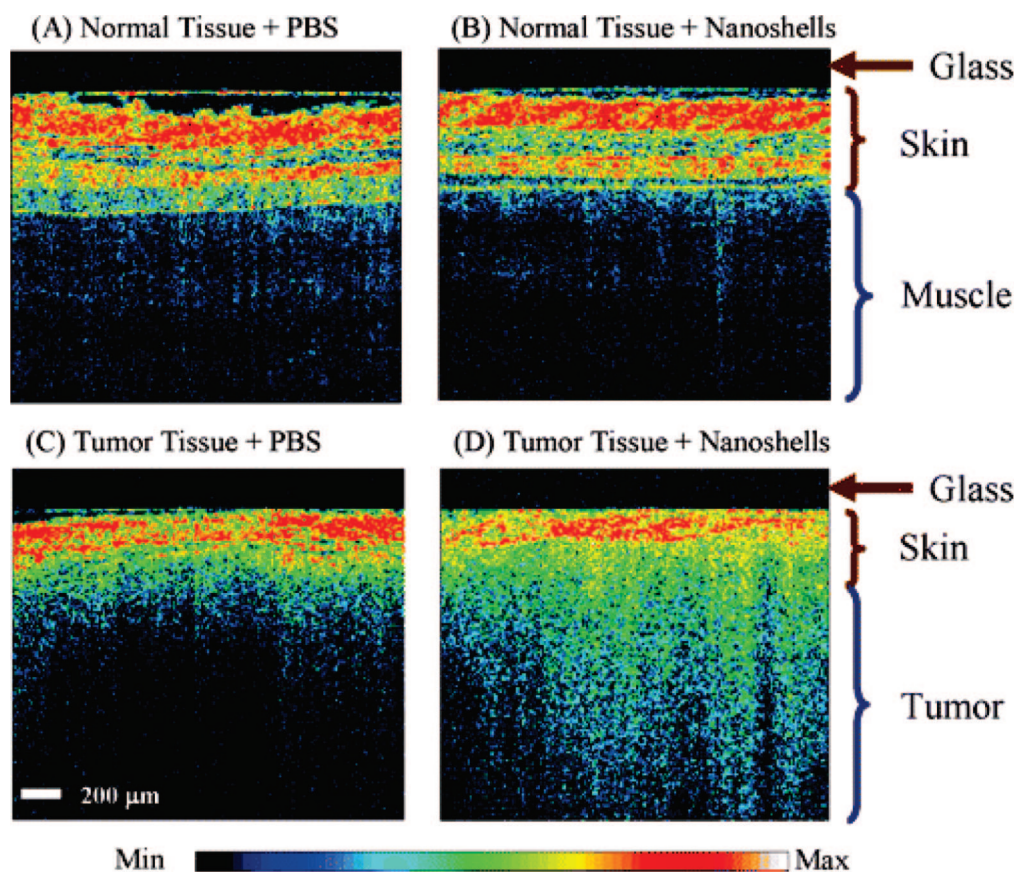 (A) Normal Tissue + PBS
(B) Normal Tissue + Nanoshells
Glass
Skin
Muscle
(C) Tumor Tissue + PBS
(D) Tumor Tissue + Nanoshells
Glass
Skin
Tumor
200 μm
Min
Max